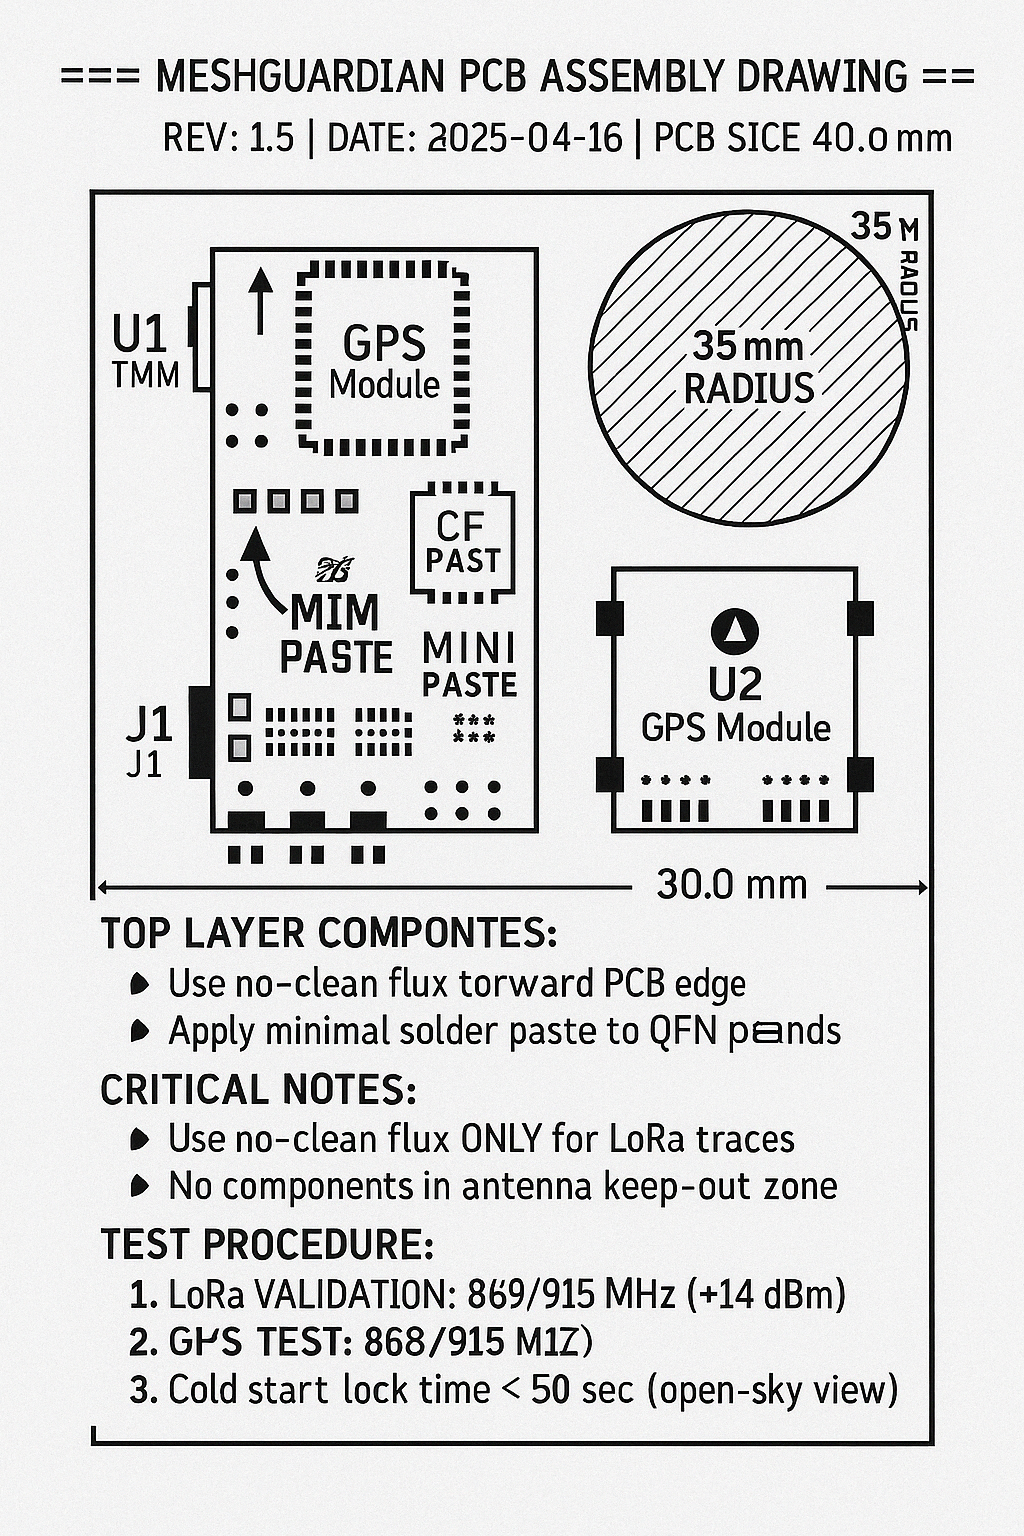 === MESHGUARDIAN PCB ASSEMBLY DRAWING ==
REV: 1.5 | DATE: 2025-04-16 | PCB SICE 40.0 mm
35 M RADUS
U1
TMM
GPS
Module
35 mm
RADIUS
CF
PAST
MIM
PASTE
MINI
PASTE
J1
J1
U2
GPS Module
30.0 mm
TOP LAYER COMPONTES:
Use no-clean flux torward PCB edge
Apply minimal solder paste to QFN
CRITICAL NOTES:
Use no-clean flux ONLY for LoRa traces
No components in antenna keep-out zone
TEST PROCEDURE:
1. LoRa VALIDATION: 869/915 MHz (+14 dBm)
2. TEST: 868/915
3. Cold start lock time < 50 sec (open-sky view)